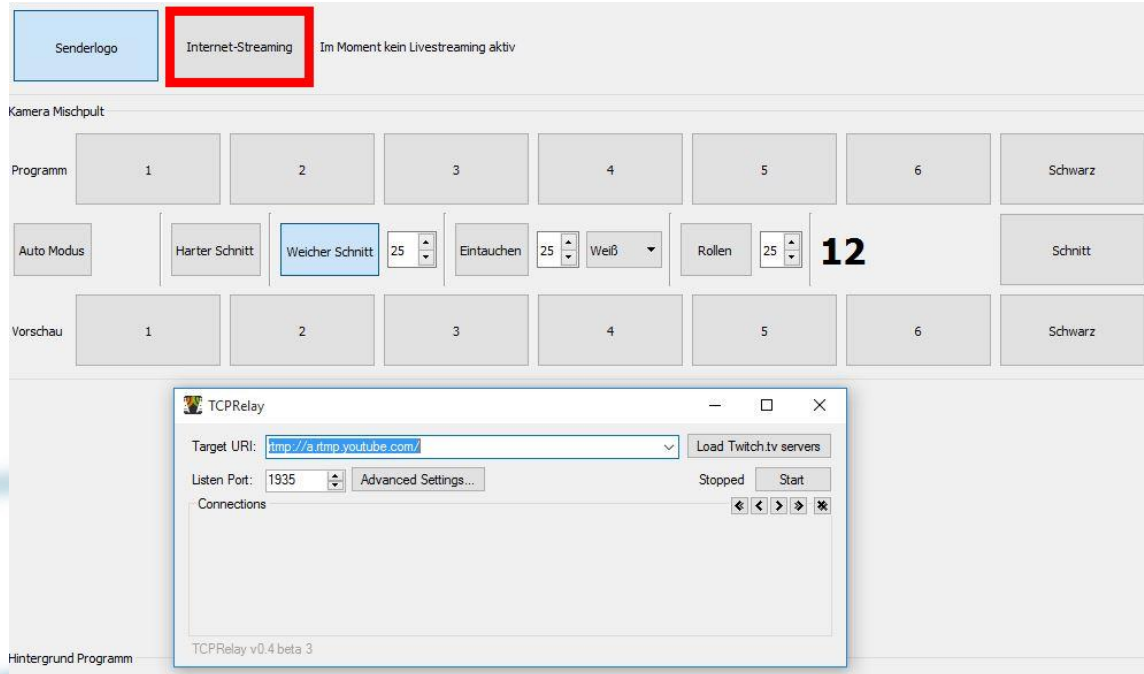 Senderlogo Internet-Streaming Im Moment kein Livestreaming aktiv
Kamera Mischpult
Programm 1 2 3 4 5 6 Schwarz
Auto Modus Harter Schnitt Weicher Schnitt 25 Eintauchen 25 Weiß Rollen 25 12 Schnitt
Vorschau 1 2 3 4 5 6 Schwarz
TCPRelay
Target URI: rtmp://a.rtmp.youtube.com/ Load Twitch.tv servers
Listen Port: 1935 Advanced Settings... Stopped Start
Connections
TCPRelay v0.4 beta 3
Hintergrund Programm